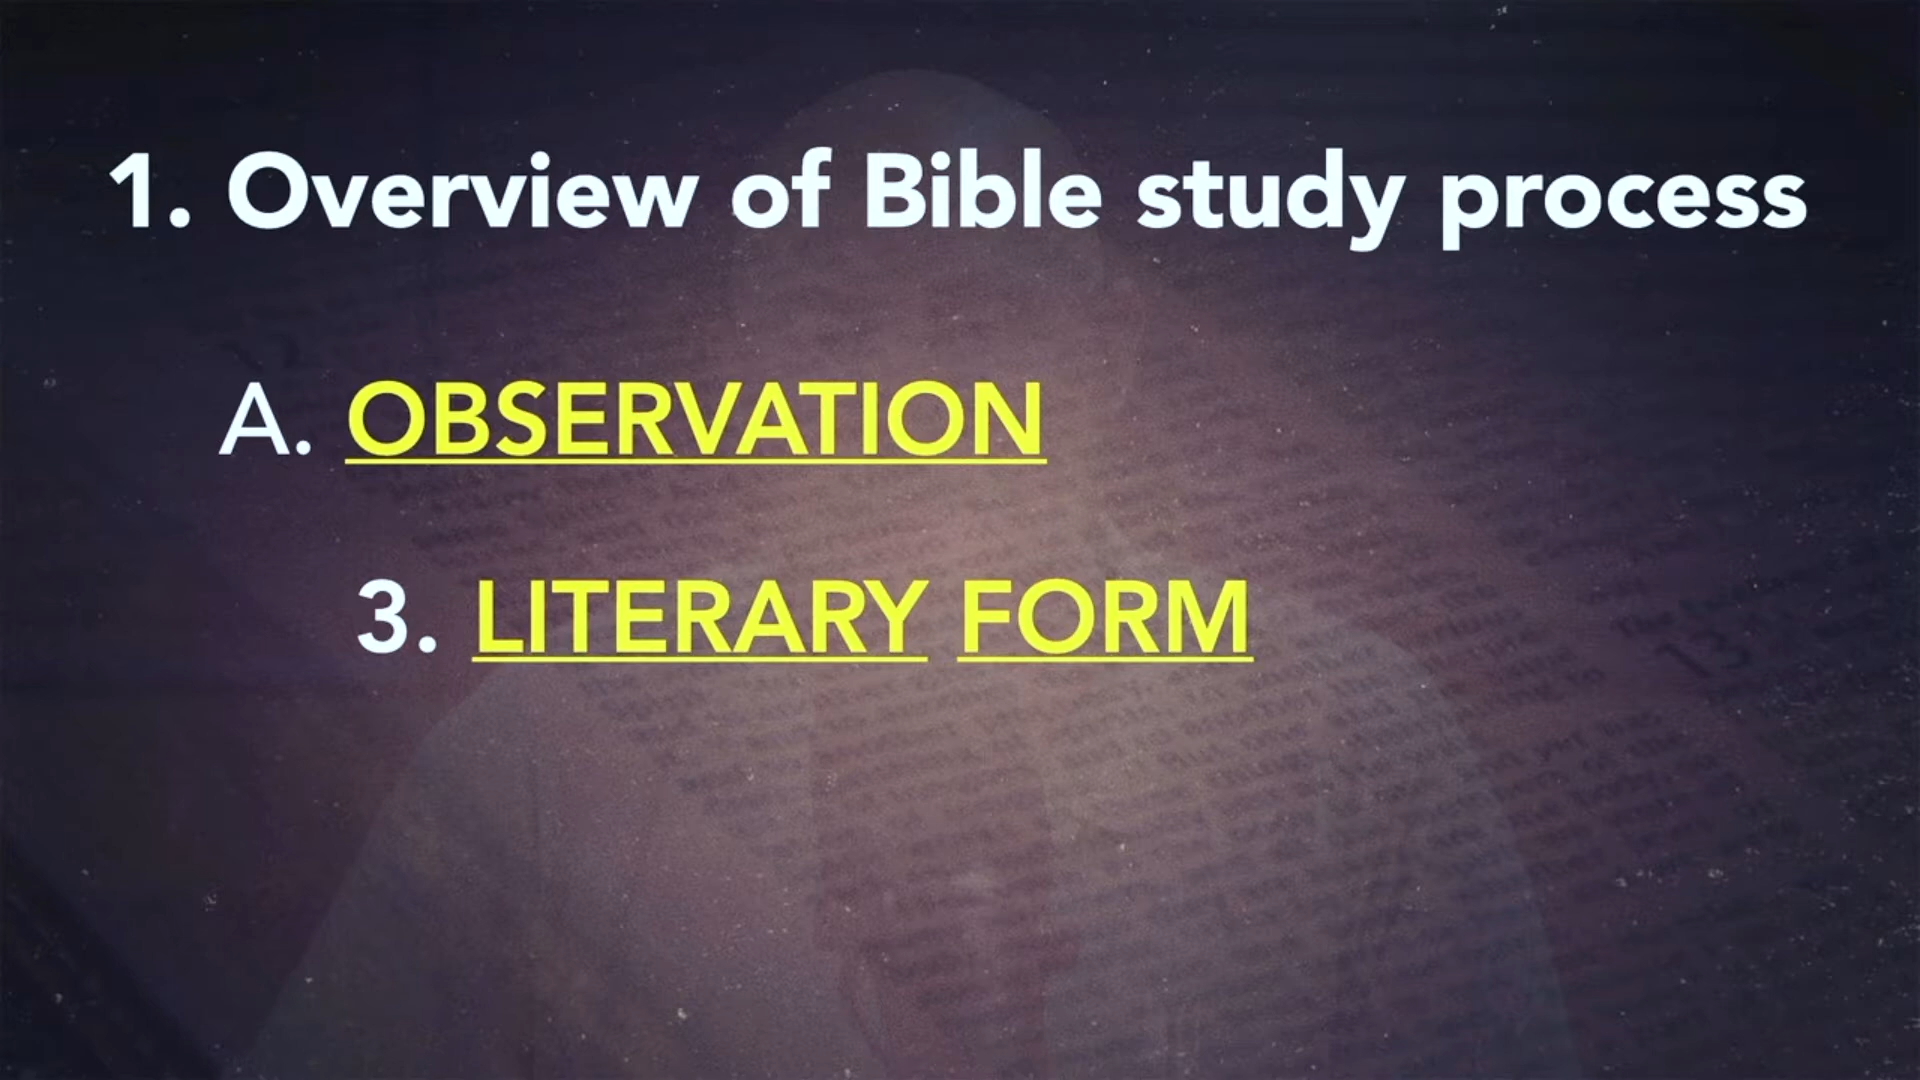 1. Overview of Bible study process
A. OBSERVATION
3. LITERARY FORM